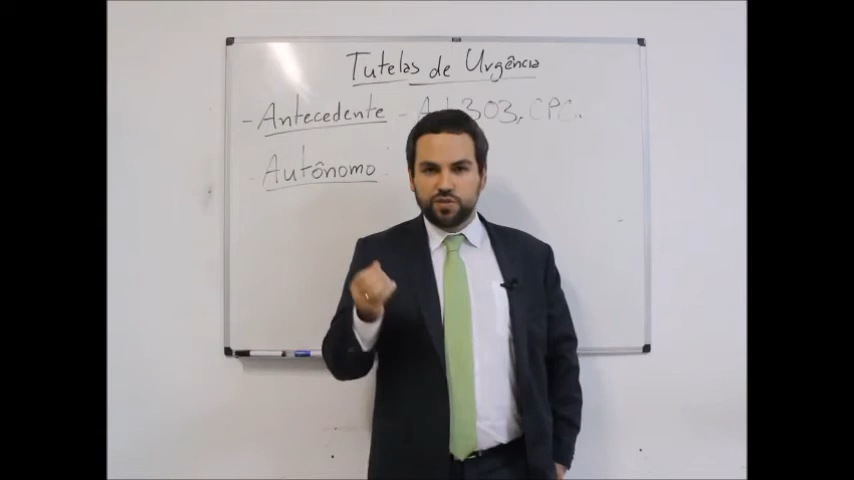 Tutelas de Urgência
- Antecedente - Art 303, CPC.
Autônomo